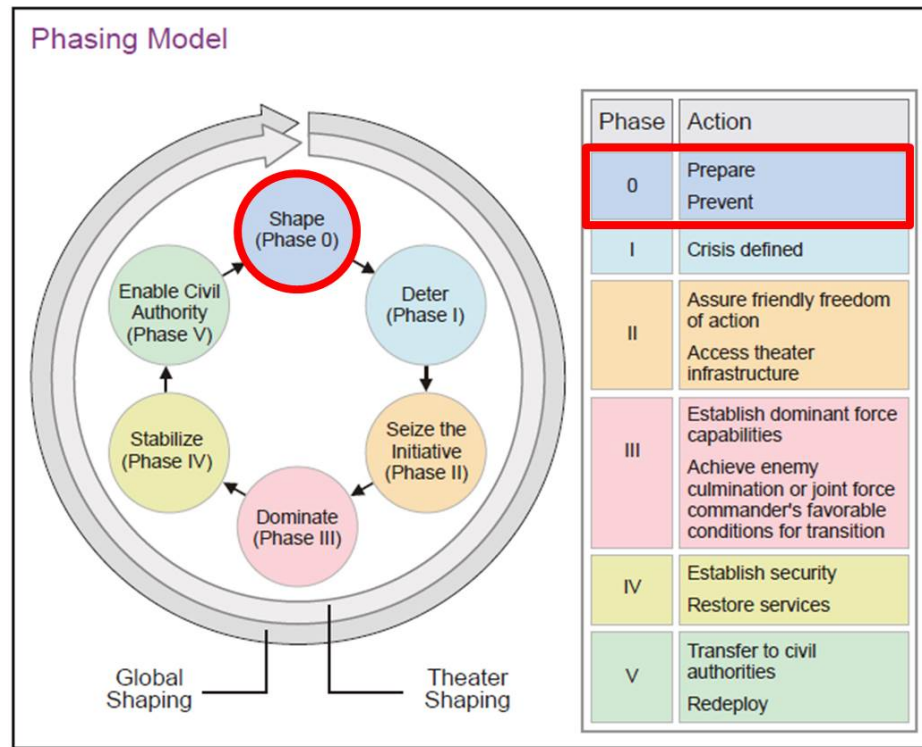 Phasing Model
Shape
(Phase 0)
Deter
(Phase I)
Seize the
Initiative
(Phase II)
Dominate
(Phase III)
Stabilize
(Phase IV)
Enable Civil
Authority
(Phase V)
Global
Shaping
Theater
Shaping
Phase Action
0
Prepare
Prevent
I
Crisis defined
II
Assure friendly freedom
of action
Access theater
infrastructure
III
Establish dominant force
capabilities
Achieve enemy
culmination or joint force
commander's favorable
conditions for transition
IV
Establish security
Restore services
V
Transfer to civil
authorities
Redeploy